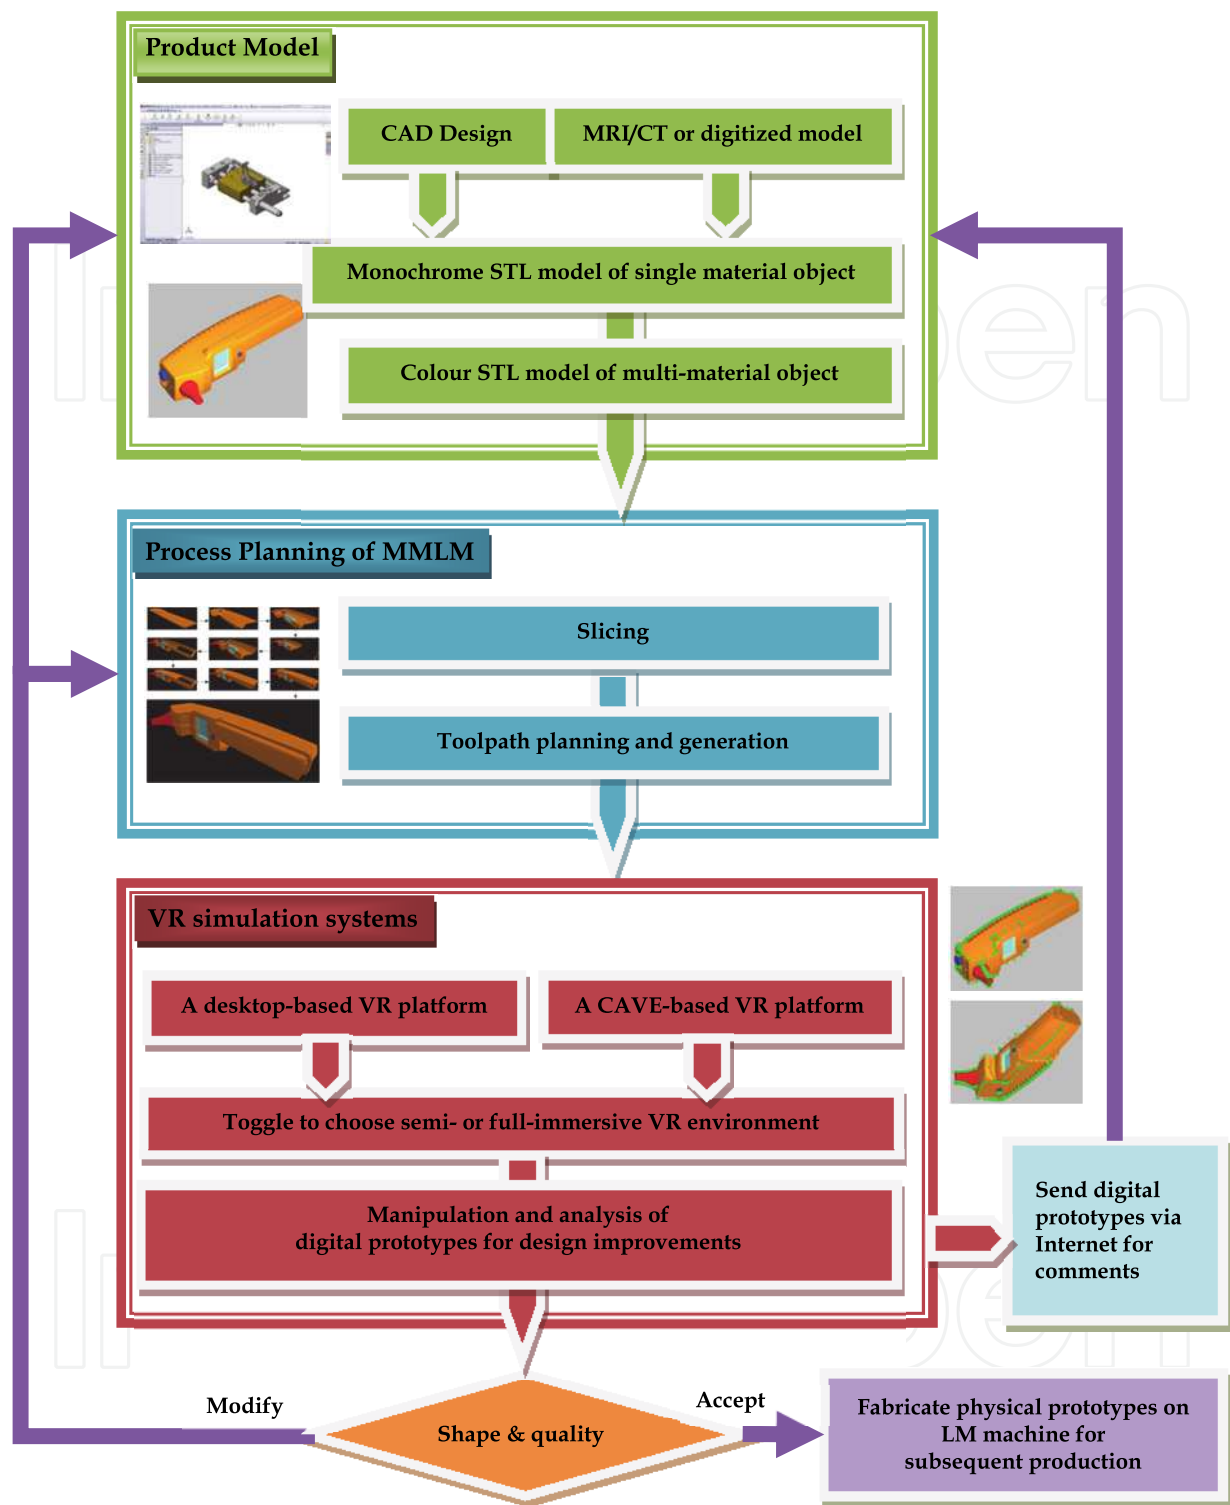 Product Model
CAD Design
MRI/CT or digitized model
Monochrome STL model of single material object
Colour STL model of multi-material object
Process Planning of MMLM
Slicing
Toolpath planning and generation
VR simulation systems
A desktop-based VR platform
A CAVE-based VR platform
Toggle to choose semi- or full-immersive VR environment
Manipulation and analysis of
digital prototypes for design improvements
Send digital
prototypes via
Internet for
comments
Modify
Shape & quality
Accept
Fabricate physical prototypes on
LM machine for
subsequent production